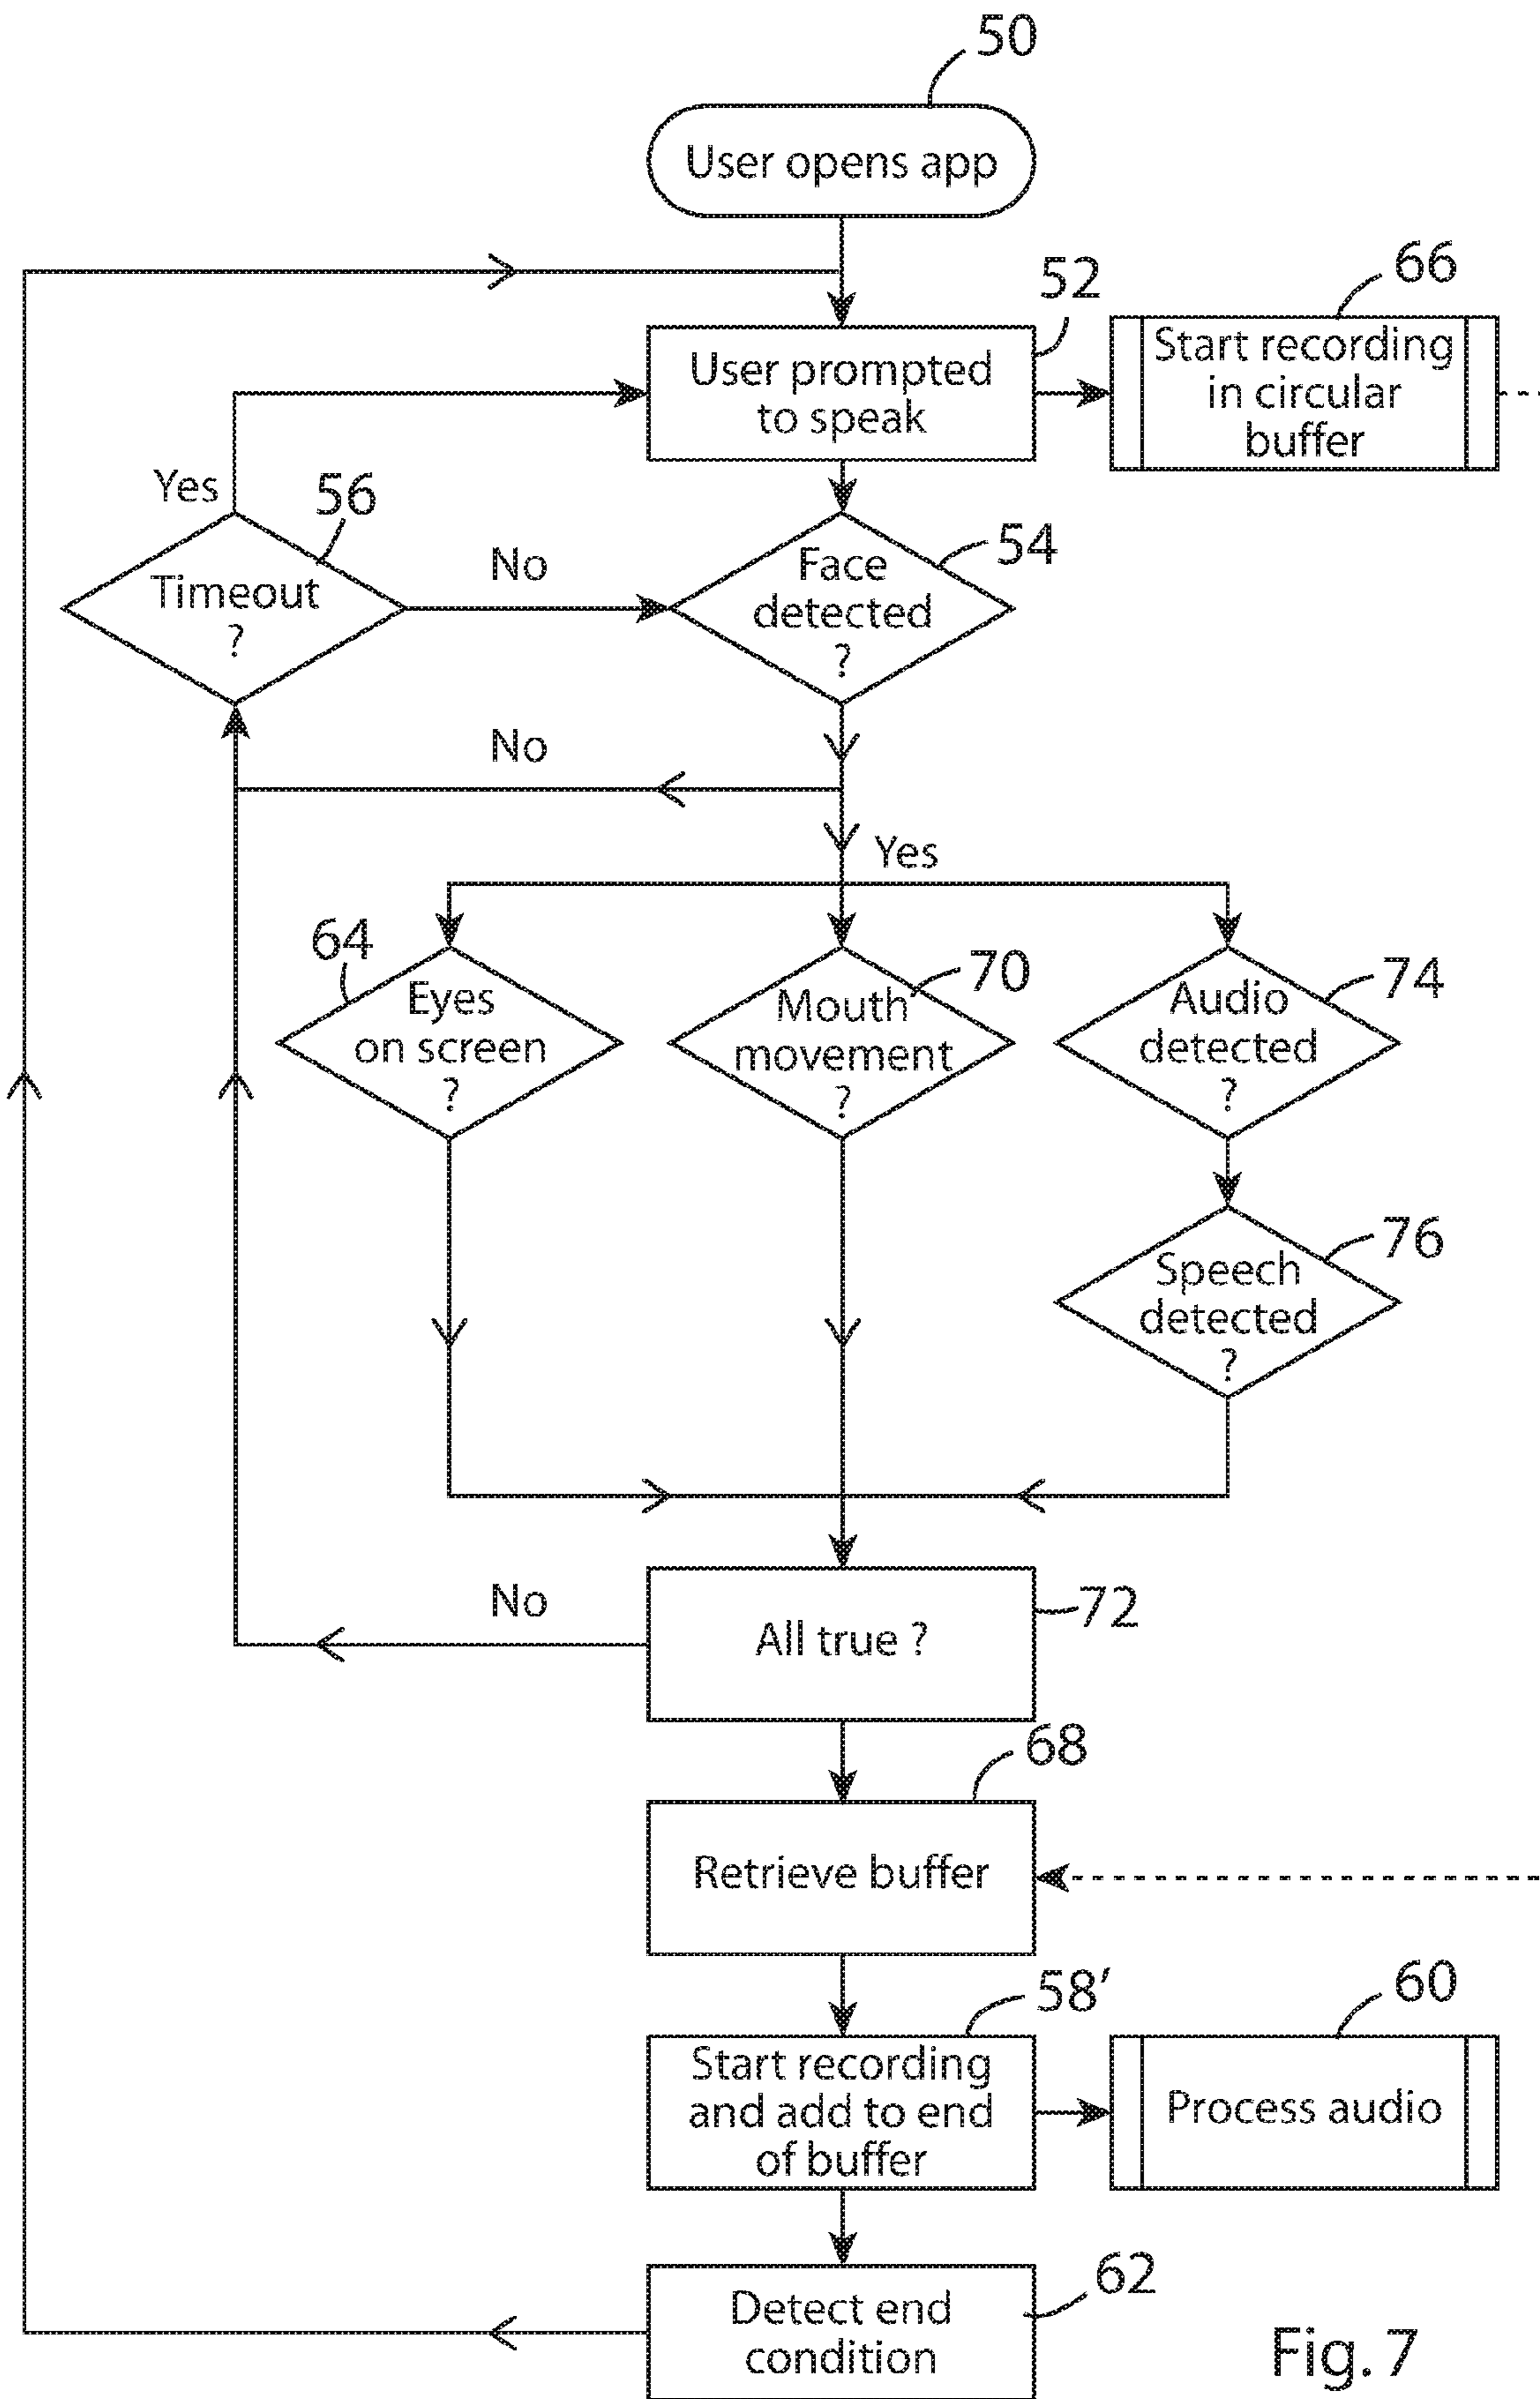 50
User opens app
52
66
User prompted
to speak
Start recording
in circular
buffer
Yes
56
Timeout
?
No
54
Face
detected
?
No
Yes
64
Eyes
on screen
?
70
Mouth
movement
?
74
Audio
detected
?
76
Speech
detected
?
No
72
All true ?
68
Retrieve buffer
58′
60
Start recording
and add to end
of buffer
Process audio
62
Detect end
condition
Fig. 7